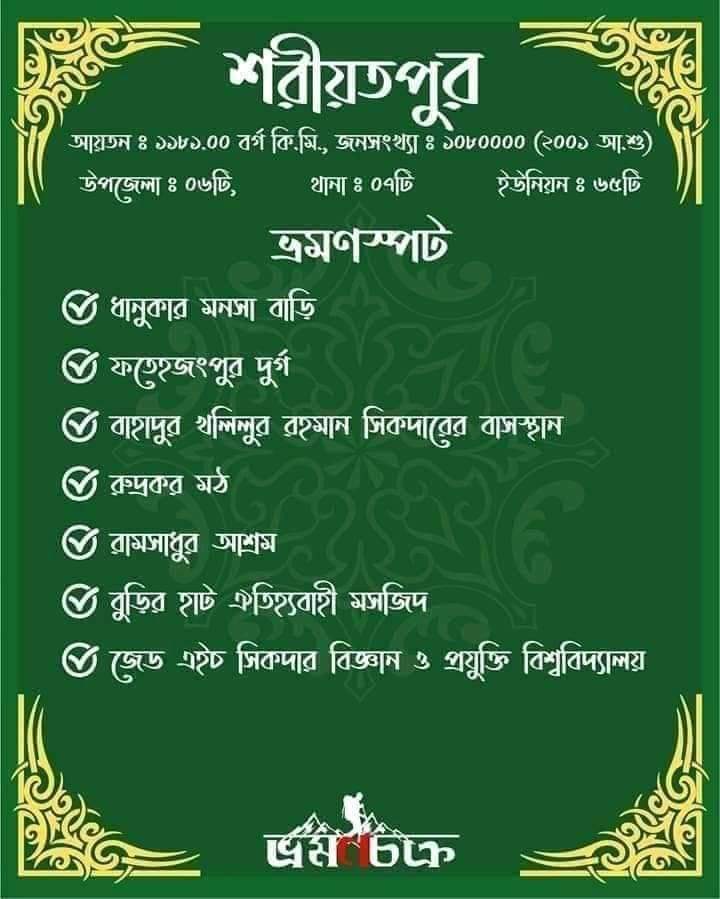 শরীয়তপুর
আয়তন ঃ ১১৮১.০০ বর্গ কি.মি., জনসংখ্যা ঃ ১০৮০০০০ (২০০১ আ.শু)
উপজেলা ঃ ০৬টি, থানা ঃ ০৭টি ইউনিয়ন ঃ ৬৫টি
ভ্রমণস্পট
ধানুকার মনসা বাড়ি
ফতেহজংপুর দুর্গ
বাহাদুর খলিলুর রহমান সিকদারের বাসস্থান
রুদ্রকর মঠ
রামসাধুর আশ্রম
বুড়ির হাট ঐতিহ্যবাহী মসজিদ
জেড এইচ সিকদার বিজ্ঞান ও প্রযুক্তি বিশ্ববিদ্যালয়
ভ্রমণচক্র